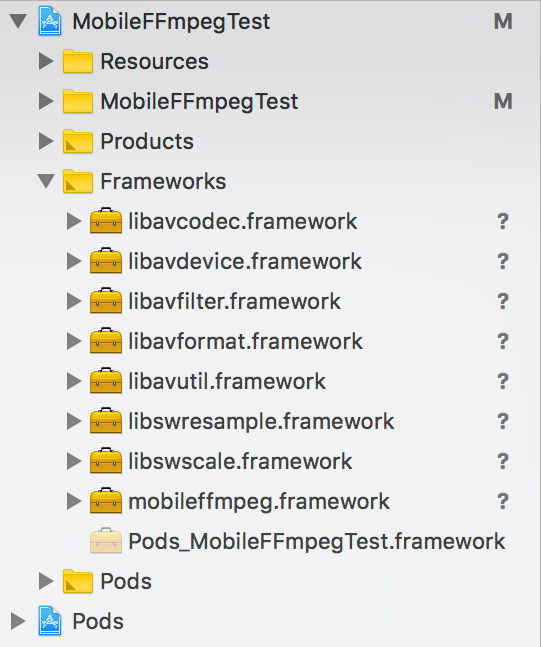 MobileFFmpegTest M
Resources
MobileFFmpegTest M
Products
Frameworks
libavcodec.framework ?
libavdevice.framework ?
libavfilter.framework ?
libavformat.framework ?
libavutil.framework ?
libswresample.framework ?
libswscale.framework ?
mobileffmpeg.framework ?
Pods_MobileFFmpegTest.framework
Pods
Pods